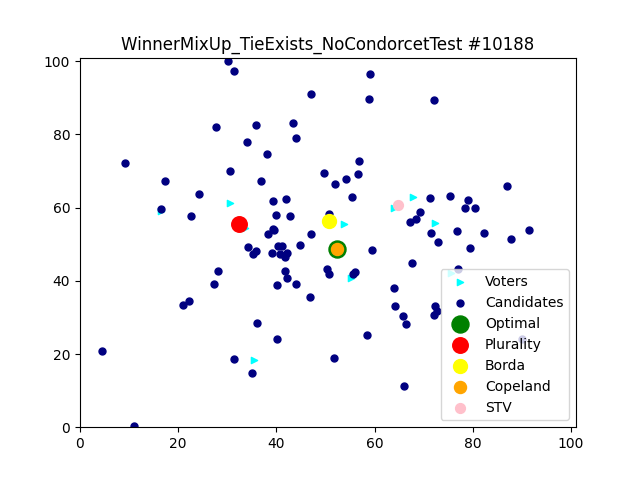 WinnerMixUp_TieExists_NoCondorcetTest #10188
100
80
60
40
20
0
0 20 40 60 80 100
Voters
Candidates
Optimal
Plurality
Borda
Copeland
STV